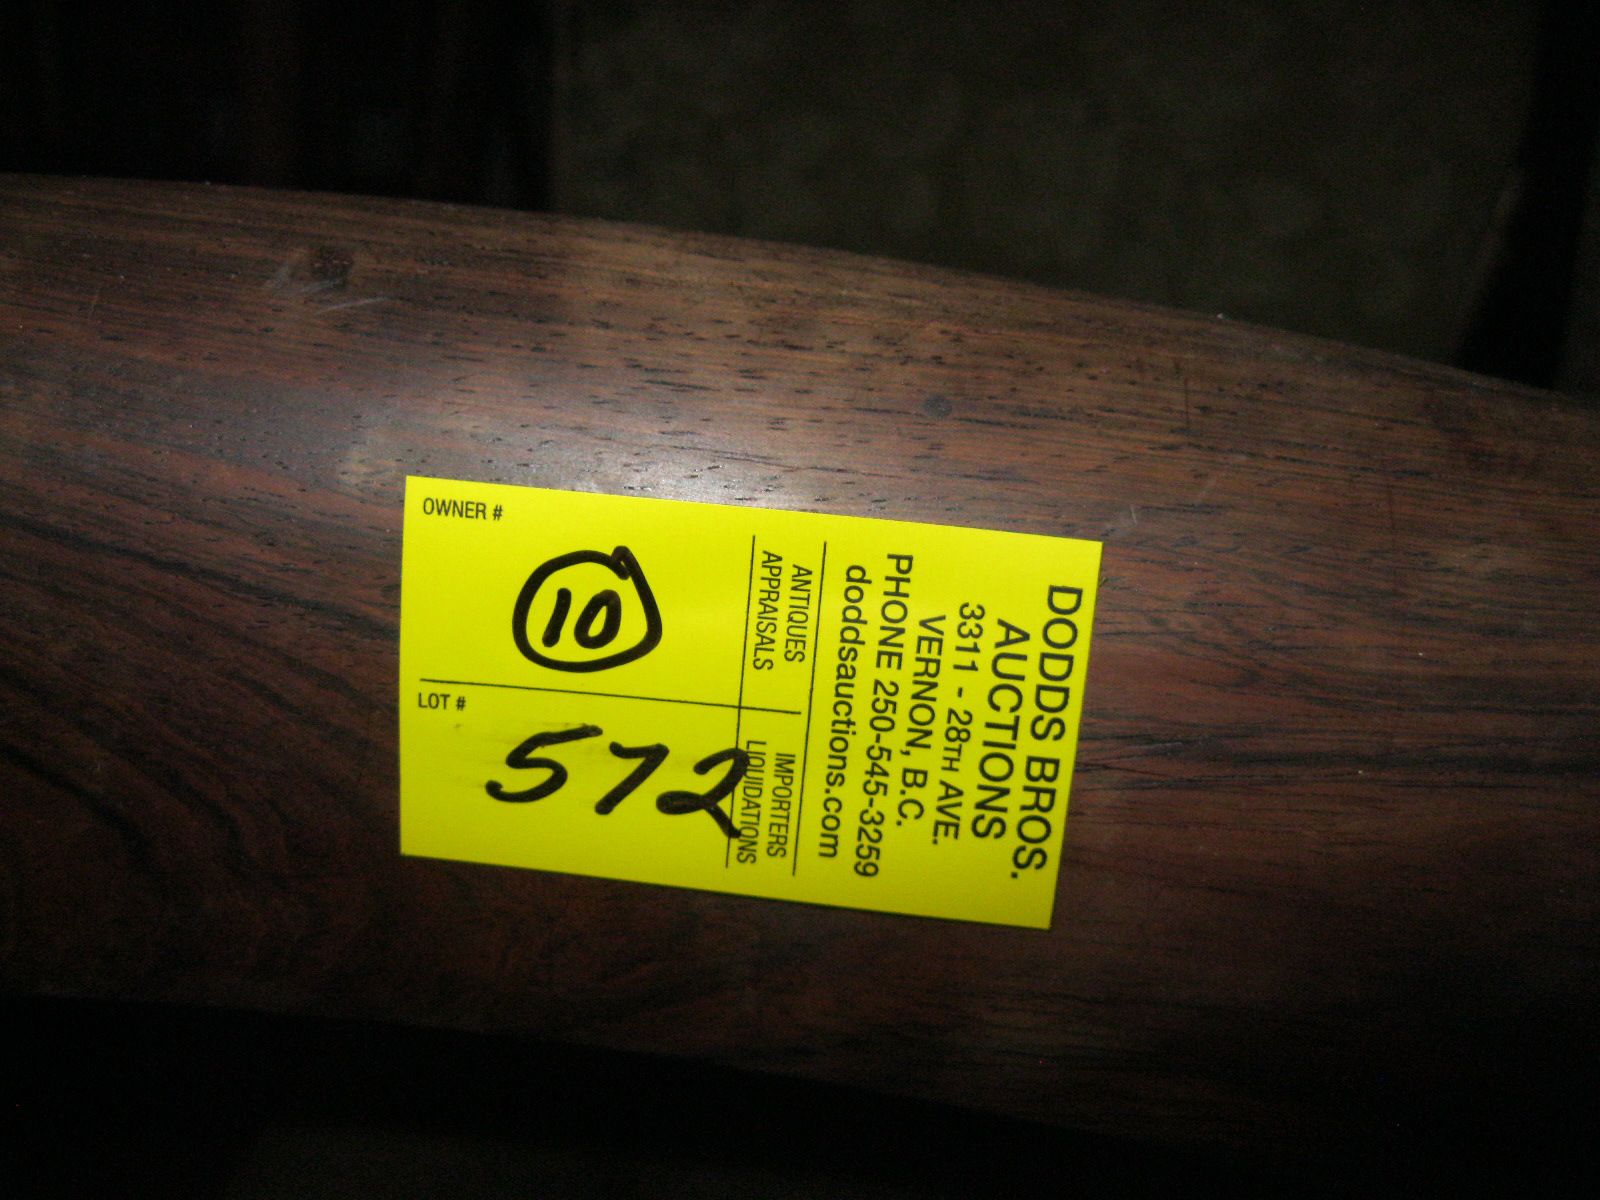 DODDS BROS.
AUCTIONS
3311 - 28TH AVE.
VERNON, B.C.
PHONE 250-545-3259
doddsauctions.com
ANTIQUES
APPRAISALS
IMPORTERS
LIQUIDATIONS
OWNER #
10
LOT #
572